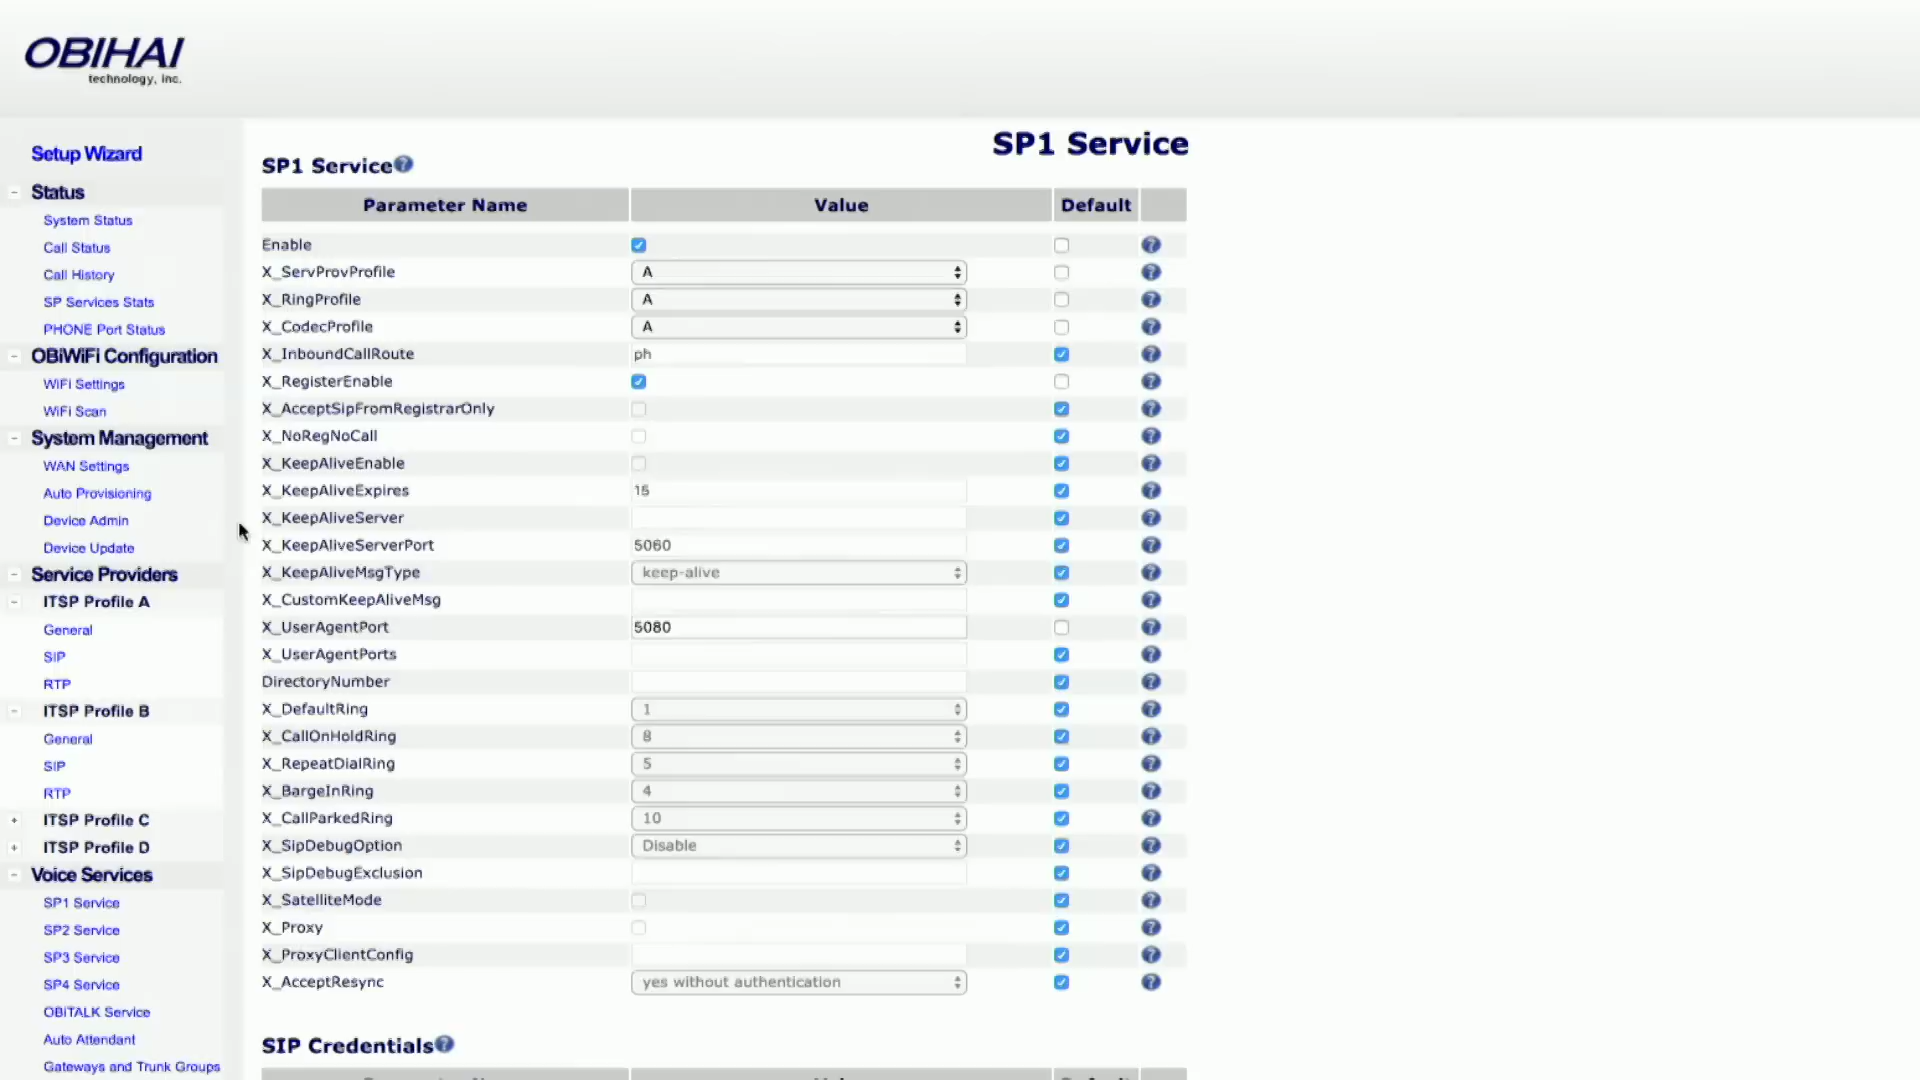 OBIHAI
technology, inc.
SP1 Service
Setup Wizard
Status
System Status
Call Status
Call History
SP Services Stats
PHONE Port Status
OBiWiFi Configuration
WiFi Settings
WiFi Scan
System Management
WAN Settings
Auto Provisioning
Device Admin
Device Update
Service Providers
ITSP Profile A
General
SIP
RTP
ITSP Profile B
General
SIP
RTP
ITSP Profile C
ITSP Profile D
Voice Services
SP1 Service
SP2 Service
SP3 Service
SP4 Service
OBiTALK Service
Auto Attendant
Gateways and Trunk Groups
SP1 Service
Parameter Name Value Default
Enable
X_ServProvProfile A
X_RingProfile A
X_CodecProfile A
X_InboundCallRoute ph
X_RegisterEnable
X_AcceptSipFromRegistrarOnly
X_NoRegNoCall
X_KeepAliveEnable
X_KeepAliveExpires 15
X_KeepAliveServer
X_KeepAliveServerPort 5060
X_KeepAliveMsgType keep-alive
X_CustomKeepAliveMsg
X_UserAgentPort 5080
X_UserAgentPorts
DirectoryNumber
X_DefaultRing 1
X_CallOnHoldRing 8
X_RepeatDialRing 5
X_BargeInRing 4
X_CallParkedRing 10
X_SipDebugOption Disable
X_SipDebugExclusion
X_SatelliteMode
X_Proxy
X_ProxyClientConfig
X_AcceptResync yes without authentication
SIP Credentials